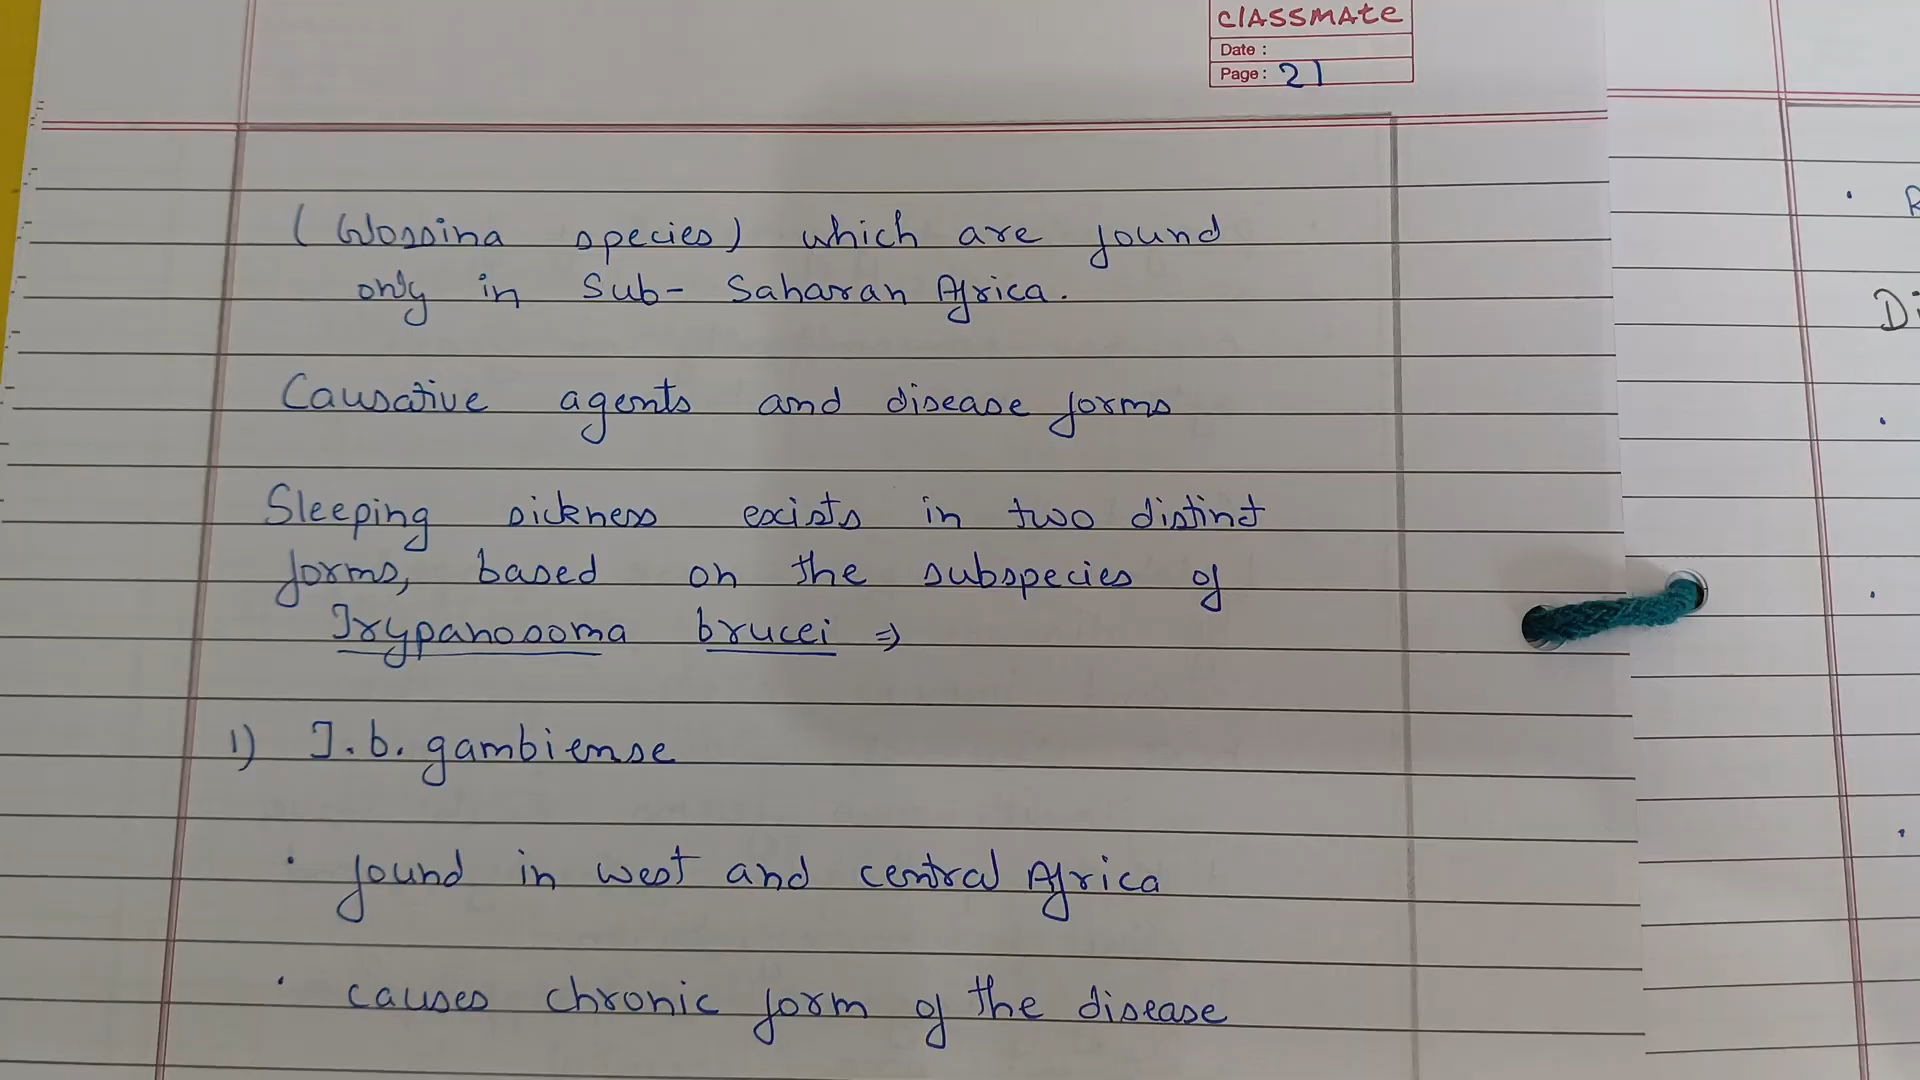 classmate
Date :
Page : 21
(Glossina species) which are found
only in Sub-Saharan Africa.
Causative agents and disease forms
Sleeping sickness exists in two distinct
forms, based on the subspecies of
Trypanosoma brucei ⇒
1) T. b. gambiense
· found in west and central Africa
· causes chronic form of the disease
· R
Di
·
·
·